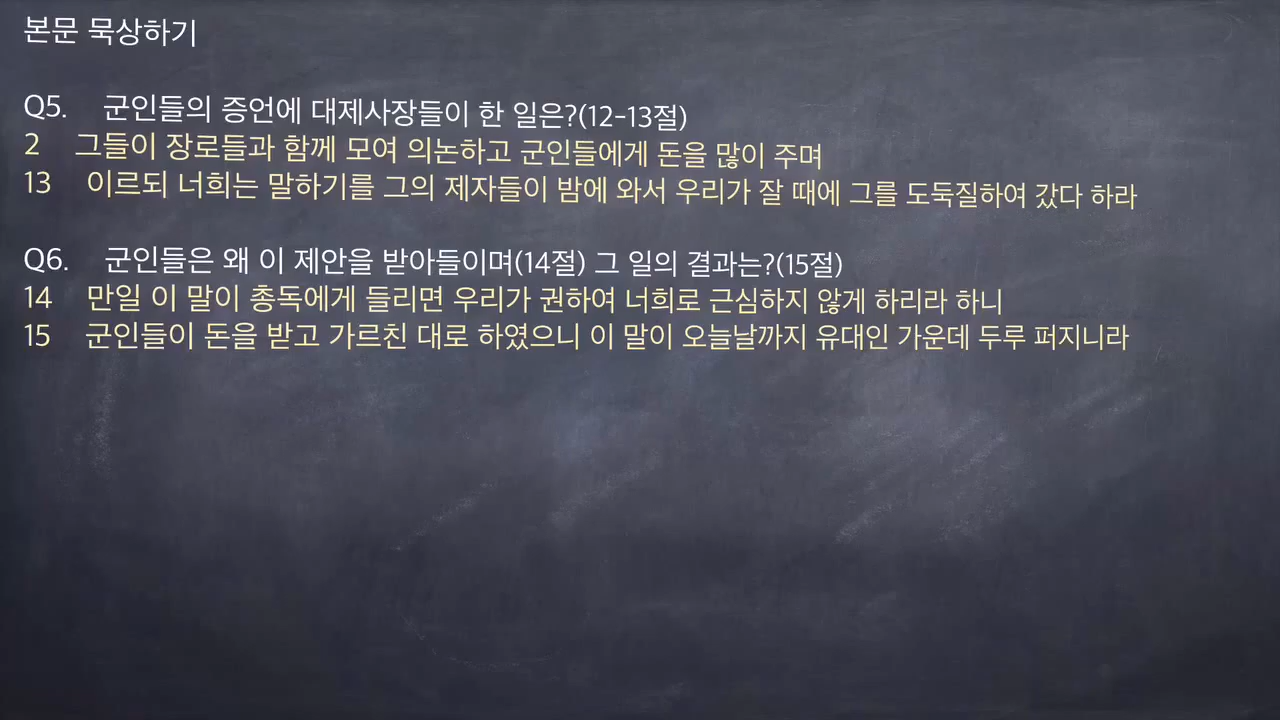 본문 묵상하기
Q5. 군인들의 증언에 대제사장들이 한 일은?(12-13절)
2 그들이 장로들과 함께 모여 의논하고 군인들에게 돈을 많이 주며
13 이르되 너희는 말하기를 그의 제자들이 밤에 와서 우리가 잘 때에 그를 도둑질하여 갔다 하라
Q6. 군인들은 왜 이 제안을 받아들이며(14절) 그 일의 결과는?(15절)
14 만일 이 말이 총독에게 들리면 우리가 권하여 너희로 근심하지 않게 하리라 하니
15 군인들이 돈을 받고 가르친 대로 하였으니 이 말이 오늘날까지 유대인 가운데 두루 퍼지니라